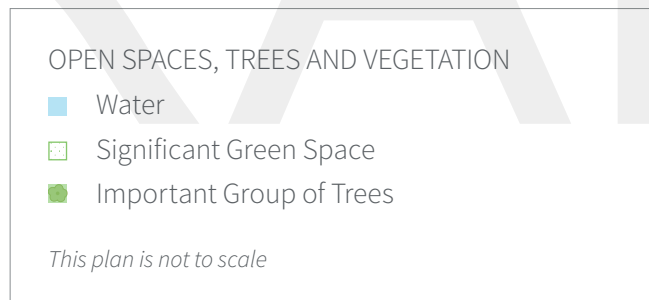 OPEN SPACES, TREES AND VEGETATION
Water
Significant Green Space
Important Group of Trees
This plan is not to scale